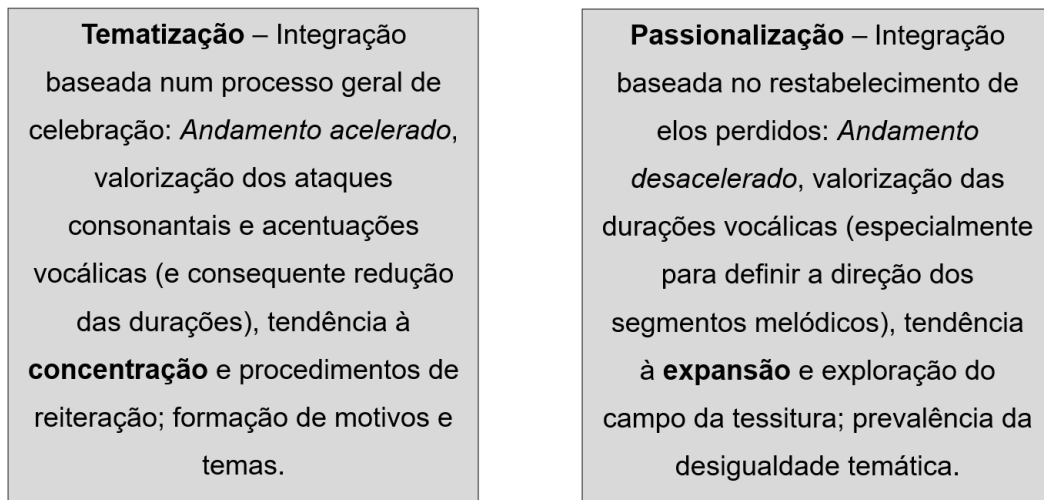 Tematização – Integração
baseada num processo geral de
celebração: Andamento acelerado,
valorização dos ataques
consonantais e acentuações
vocálicas (e consequente redução
das durações), tendência à
concentração e procedimentos de
reiteração; formação de motivos e
temas.
Passionalização – Integração
baseada no restabelecimento de
elos perdidos: Andamento
desacelerado, valorização das
durações vocálicas (especialmente
para definir a direção dos
segmentos melódicos), tendência
à expansão e exploração do
campo da tessitura; prevalência da
desigualdade temática.